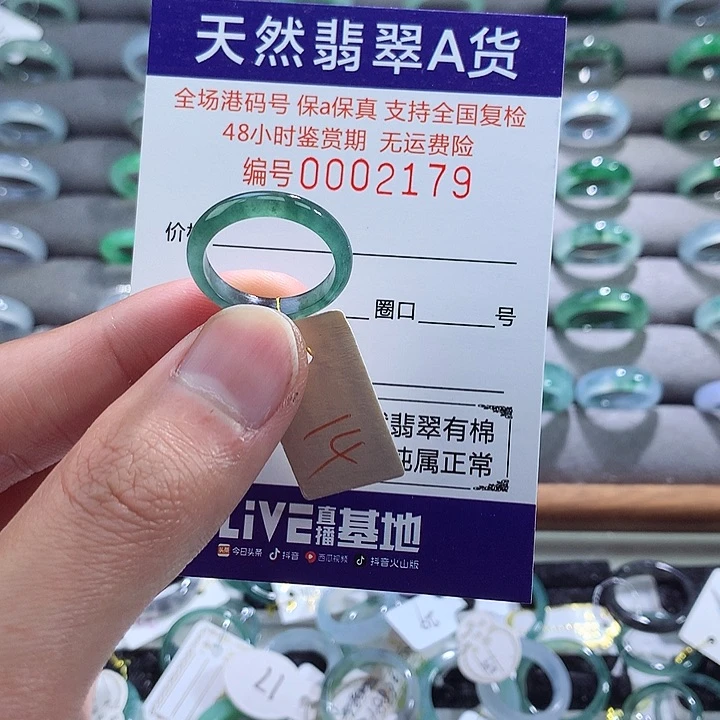 天然翡翠A货
全场港码号 保a保真 支持全国复检
48小时鉴赏期 无运费险
编号0002179
价
圈口 号
翡翠有棉
纯属正常
14
LiVE直播基地
今日头条 抖音 西瓜视频 抖音火山版
17